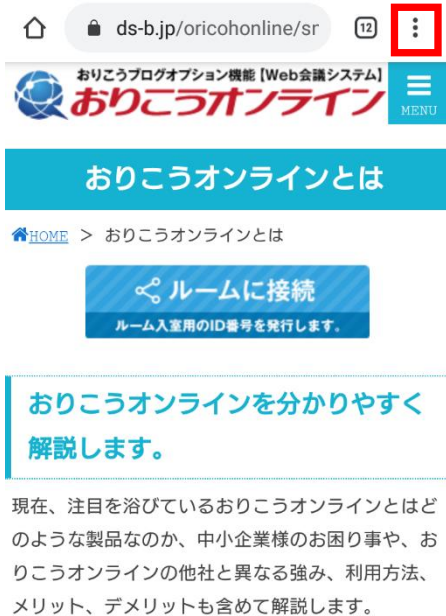 ds-b.jp/oricohonline/sr
12
おりこうブログオプション機能【Web会議システム】
おりこうオンライン
MENU
おりこうオンラインとは
HOME > おりこうオンラインとは
ルームに接続
ルーム入室用のID番号を発行します。
おりこうオンラインを分かりやすく
解説します。
現在、注目を浴びているおりこうオンラインとはど
のような製品なのか、中小企業様のお困り事や、お
りこうオンラインの他社と異なる強み、利用方法、
メリット、デメリットも含めて解説します。